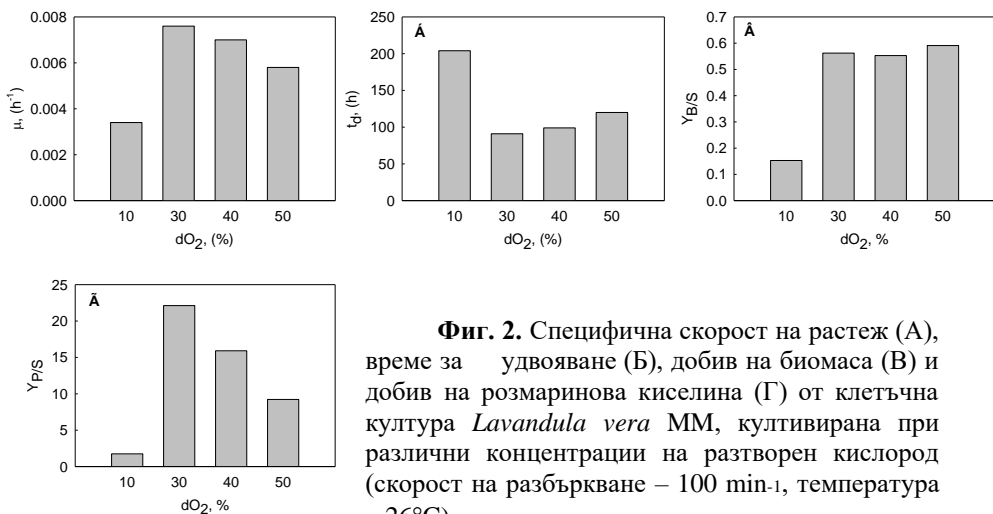 0.008
0.006
0.004
0.002
0.000
μ, (h-1)
10 30 40 50
dO2, (%)
Á
250
200
150
100
50
0
td, (h)
10 30 40 50
dO2, (%)
Â
0.7
0.6
0.5
0.4
0.3
0.2
0.1
0.0
YB/S
10 30 40 50
dO2, %
Ã
25
20
15
10
5
0
YP/S
10 30 40 50
dO2, %
Фиг. 2. Специфична скорост на растеж (А),
време за удвояване (Б), добив на биомаса (В) и
добив на розмаринова киселина (Г) от клетъчна
култура Lavandula vera MM, култивирана при
различни концентрации на разтворен кислород
(скорост на разбъркване – 100 min-1, температура
26°C)